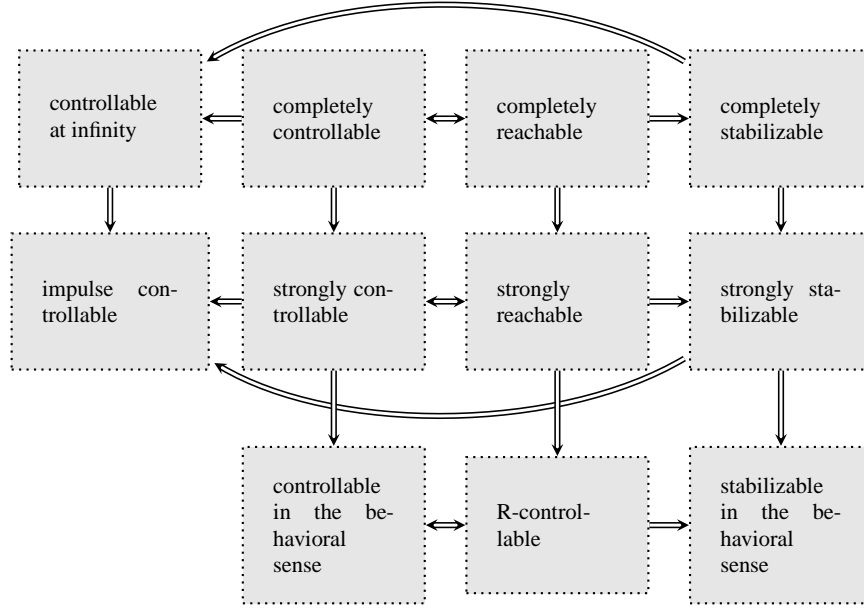 controllable
at infinity
completely
controllable
completely
reachable
completely
stabilizable
impulse con-
trollable
strongly con-
trollable
strongly
reachable
strongly sta-
bilizable
controllable
in the be-
havioral
sense
R-control-
lable
stabilizable
in the be-
havioral
sense